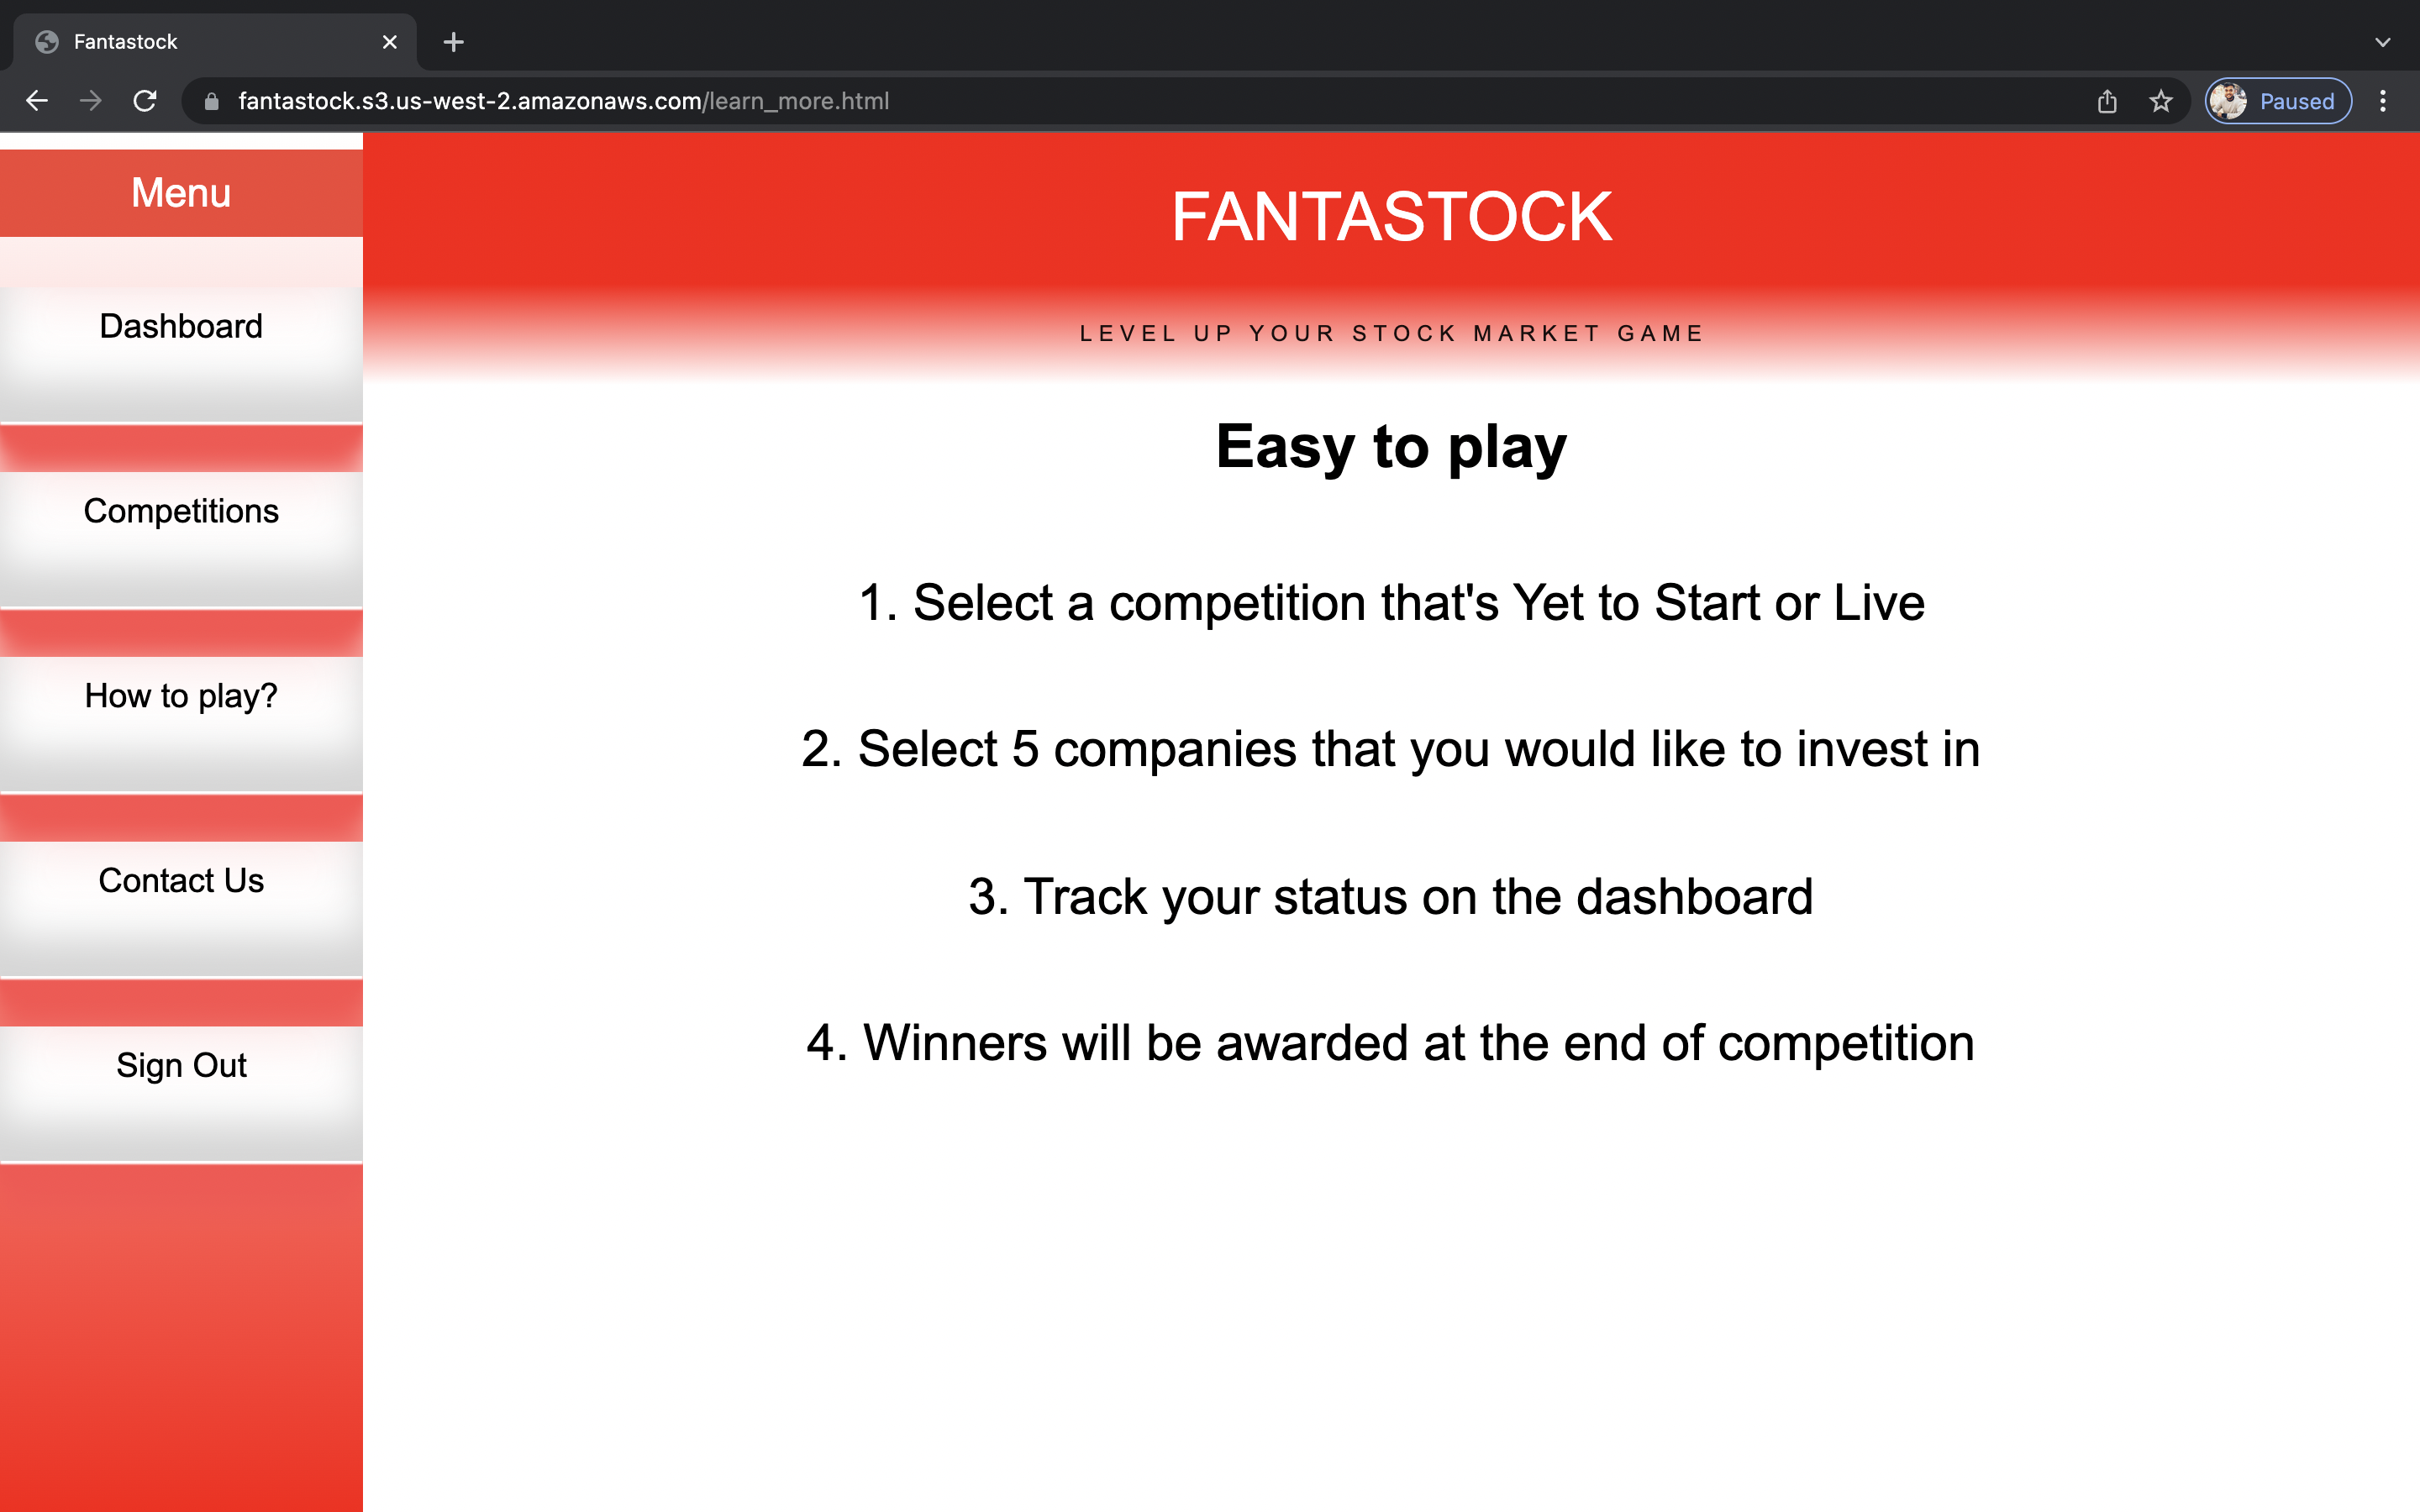 Fantastock
fantastock.s3.us-west-2.amazonaws.com/learn_more.html
Paused
Menu
Dashboard
Competitions
How to play?
Contact Us
Sign Out
FANTASTOCK
LEVEL UP YOUR STOCK MARKET GAME
Easy to play
1. Select a competition that's Yet to Start or Live
2. Select 5 companies that you would like to invest in
3. Track your status on the dashboard
4. Winners will be awarded at the end of competition